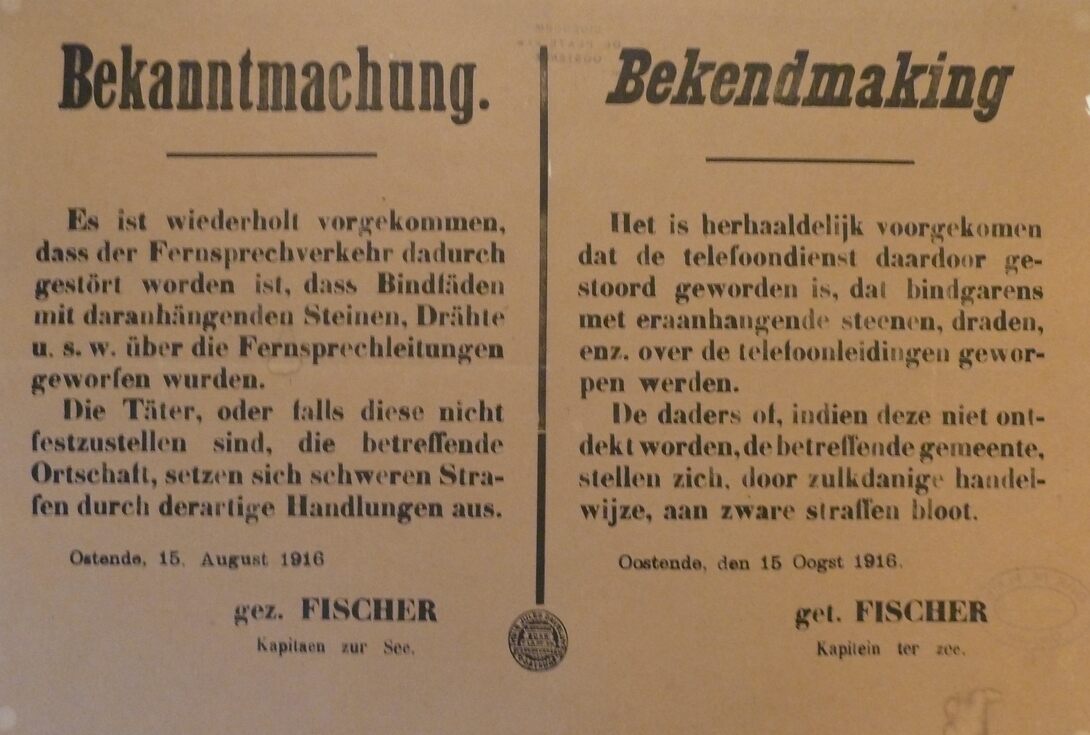 Bekanntmachung.
Es ist wiederholt vorgekommen,
dass der Fernsprechverkehr dadurch
gestört worden ist, dass Bindfäden
mit daranhängenden Steinen, Drähte
u. s. w. über die Fernsprechleitungen
geworfen wurden.
Die Täter, oder falls diese nicht
festzustellen sind, die betreffende
Ortschaft, setzen sich schweren Stra-
fen durch derartige Handlungen aus.
Ostende, 15. August 1916
gez. FISCHER
Kapitaen zur See.
Bekendmaking
Het is herhaaldelijk voorgekomen
dat de telefoondienst daardoor ge-
stoord geworden is, dat bindgarens
met eraanhangende steenen, draden,
enz. over de telefoonleidingen gewor-
pen werden.
De daders of, indien deze niet ont-
dekt worden, de betreffende gemeente,
stellen zich, door zulkdanige handel-
wijze, aan zware straffen bloot.
Oostende, den 15 Oogst 1916.
get. FISCHER
Kapitein ter zee.